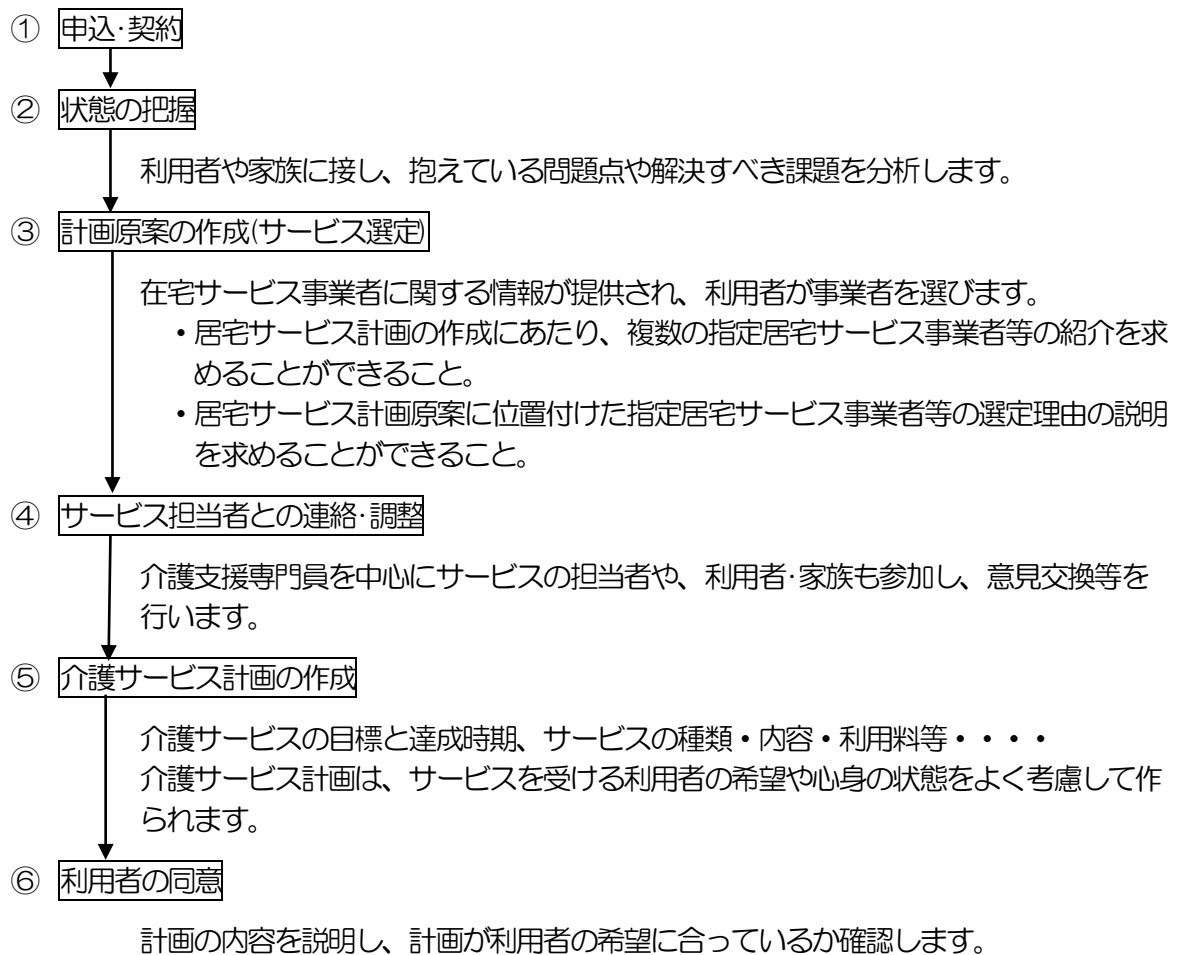 ① 申込･契約
② 状態の把握
利用者や家族に接し、抱えている問題点や解決すべき課題を分析します。
③ 計画原案の作成(サービス選定)
在宅サービス事業者に関する情報が提供され、利用者が事業者を選びます。
・居宅サービス計画の作成にあたり、複数の指定居宅サービス事業者等の紹介を求
めることができること。
・居宅サービス計画原案に位置付けた指定居宅サービス事業者等の選定理由の説明
を求めることができること。
④ サービス担当者との連絡･調整
介護支援専門員を中心にサービスの担当者や、利用者･家族も参加し、意見交換等を
行います。
⑤ 介護サービス計画の作成
介護サービスの目標と達成時期、サービスの種類・内容・利用料等・・・・
介護サービス計画は、サービスを受ける利用者の希望や心身の状態をよく考慮して作
られます。
⑥ 利用者の同意
計画の内容を説明し、計画が利用者の希望に合っているか確認します。